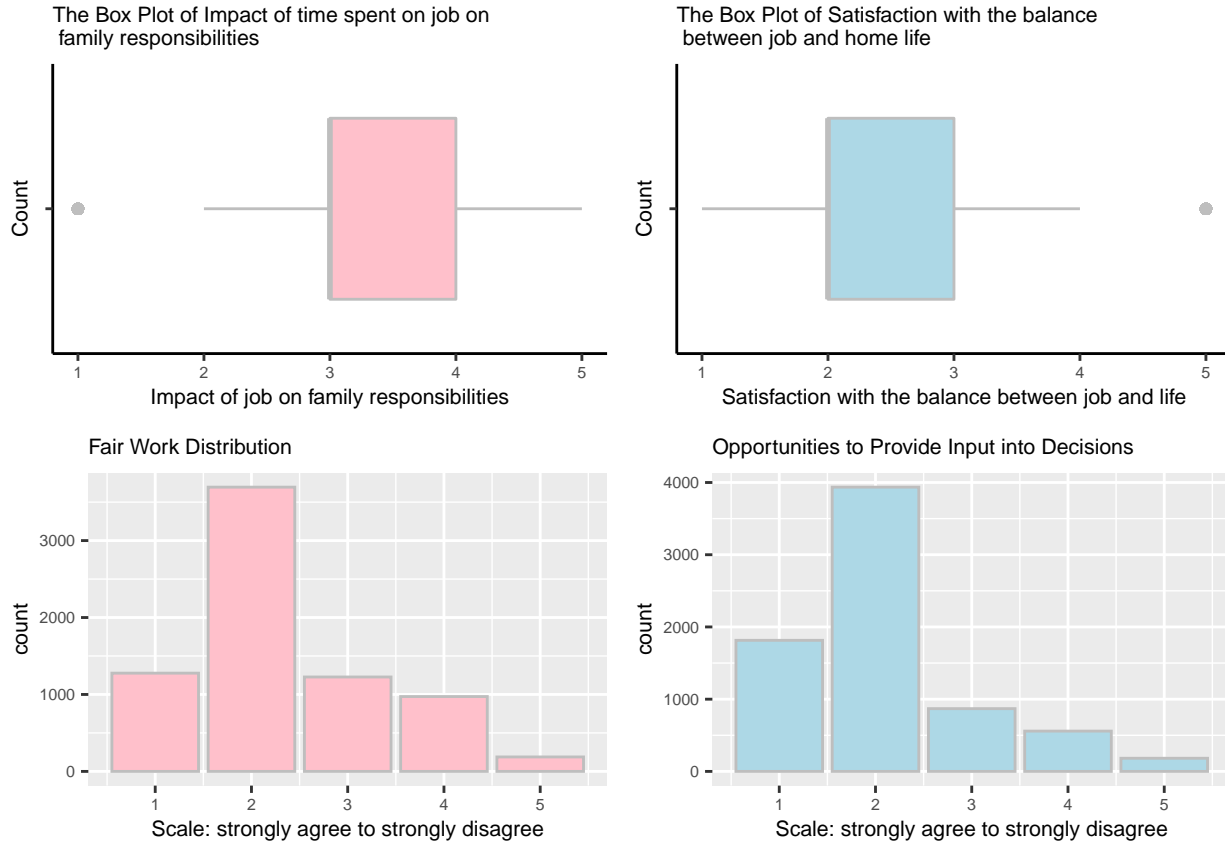 The Box Plot of Impact of time spent on job on
family responsibilities
Count
1 2 3 4 5
Impact of job on family responsibilities
The Box Plot of Satisfaction with the balance
between job and home life
Count
1 2 3 4 5
Satisfaction with the balance between job and life
Fair Work Distribution
count
3000
2000
1000
0
1 2 3 4 5
Scale: strongly agree to strongly disagree
Opportunities to Provide Input into Decisions
count
4000
3000
2000
1000
0
1 2 3 4 5
Scale: strongly agree to strongly disagree